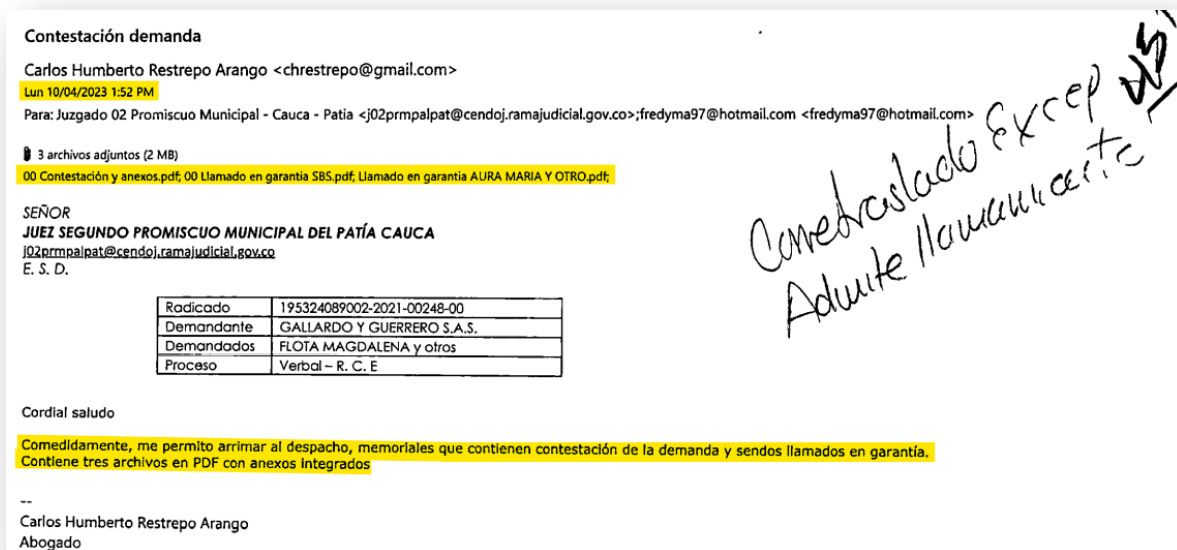 Contestación demanda
Carlos Humberto Restrepo Arango <chrestrepo@gmail.com>
Lun 10/04/2023 1:52 PM
Para: Juzgado 02 Promiscuo Municipal - Cauca - Patia <j02prmpalpat@cendoj.ramajudicial.gov.co>;fredyma97@hotmail.com <fredyma97@hotmail.com>
3 archivos adjuntos (2 MB)
00 Contestación y anexos.pdf; 00 Llamado en garantia SBS.pdf; Llamado en garantia AURA MARIA Y OTRO.pdf;
SEÑOR
JUEZ SEGUNDO PROMISCUO MUNICIPAL DEL PATÍA CAUCA
j02prmpalpat@cendoj.ramajudicial.gov.co
E. S. D.
Radicado 195324089002-2021-00248-00
Demandante GALLARDO Y GUERRERO S.A.S.
Demandados FLOTA MAGDALENA y otros
Proceso Verbal – R. C. E
Cordial saludo
Comedidamente, me permito arrimar al despacho, memoriales que contienen contestación de la demanda y sendos llamados en garantía.
Contiene tres archivos en PDF con anexos integrados
--
Carlos Humberto Restrepo Arango
Abogado
Excep
Admite llamamiento